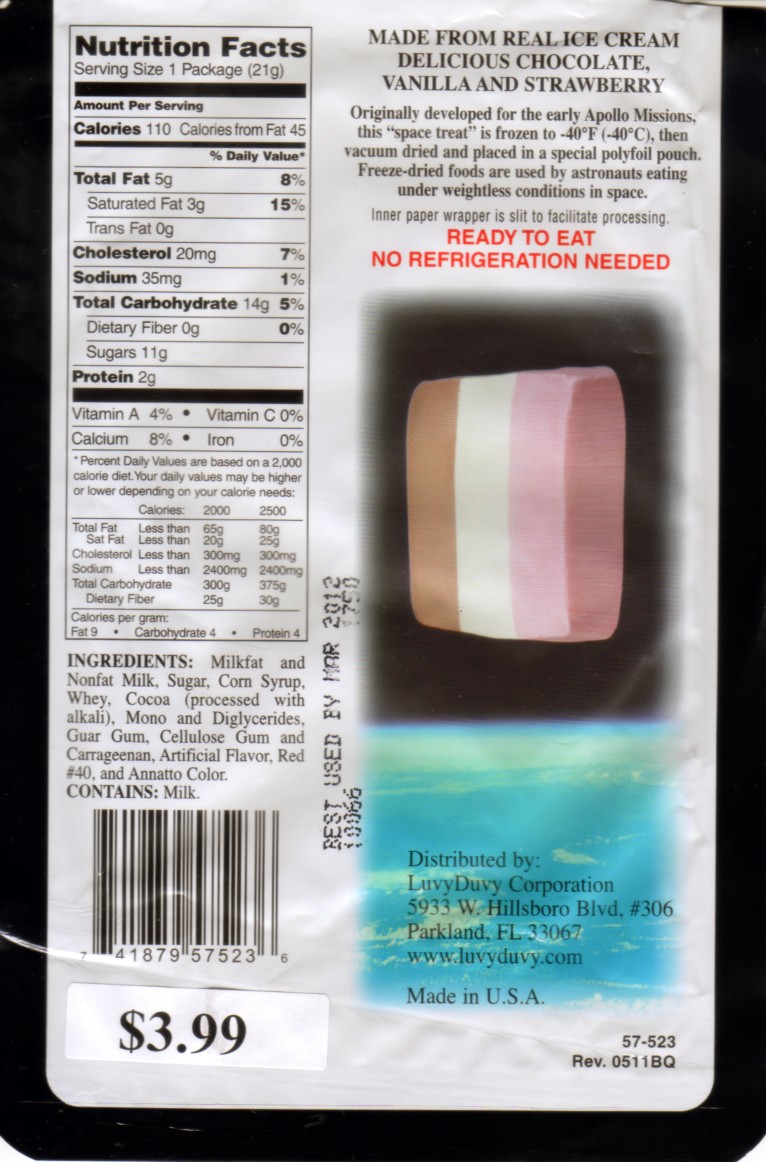 Nutrition Facts
Serving Size 1 Package (21g)
Amount Per Serving
Calories 110 Calories from Fat 45
% Daily Value*
Total Fat 5g 8%
Saturated Fat 3g 15%
Trans Fat 0g
Cholesterol 20mg 7%
Sodium 35mg 1%
Total Carbohydrate 14g 5%
Dietary Fiber 0g 0%
Sugars 11g
Protein 2g
Vitamin A 4% • Vitamin C 0%
Calcium 8% • Iron 0%
*Percent Daily Values are based on a 2,000
calorie diet.Your daily values may be higher
or lower depending on your calorie needs:
Calories: 2000 2500
Total Fat Less than 65g 80g
Sat Fat Less than 20g 25g
Cholesterol Less than 300mg 300mg
Sodium Less than 2400mg 2400mg
Total Carbohydrate 300g 375g
Dietary Fiber 25g 30g
Calories per gram:
Fat 9 • Carbohydrate 4 • Protein 4
INGREDIENTS: Milkfat and
Nonfat Milk, Sugar, Corn Syrup,
Whey, Cocoa (processed with
alkali), Mono and Diglycerides,
Guar Gum, Cellulose Gum and
Carrageenan, Artificial Flavor, Red
#40, and Annatto Color.
CONTAINS: Milk.
7 41879 57523 6
$3.99
BEST USED BY MAR 2012
MADE FROM REAL ICE CREAM
DELICIOUS CHOCOLATE,
VANILLA AND STRAWBERRY
Originally developed for the early Apollo Missions,
this “space treat” is frozen to -40°F (-40°C), then
vacuum dried and placed in a special polyfoil pouch.
Freeze-dried foods are used by astronauts eating
under weightless conditions in space.
Inner paper wrapper is slit to facilitate processing.
READY TO EAT
NO REFRIGERATION NEEDED
Distributed by:
LuvyDuvy Corporation
5933 W. Hillsboro Blvd, #306
Parkland, FL 33067
www.luvyduvy.com
Made in U.S.A.
57-523
Rev. 0511BQ